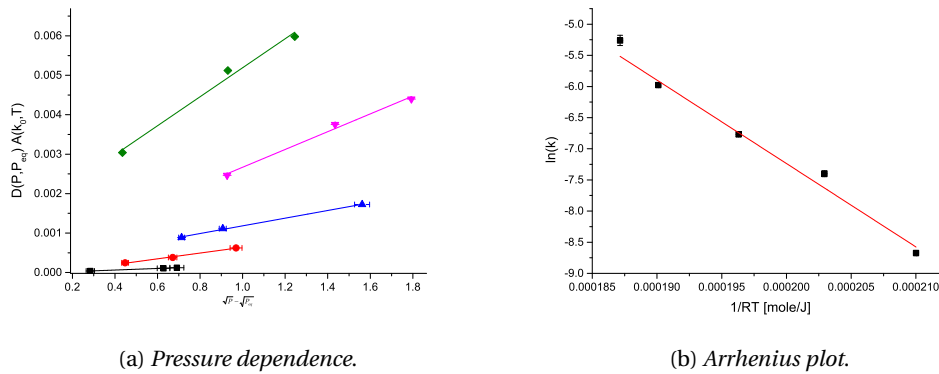 0.006
0.005
0.004
0.003
0.002
0.001
0.000
D(P,P_eq) A(k_0,T)
0.2 0.4 0.6 0.8 1.0 1.2 1.4 1.6 1.8
√P − √P_eq
(a) Pressure dependence.
-5.0
-5.5
-6.0
-6.5
-7.0
-7.5
-8.0
-8.5
-9.0
ln(k)
0.000185 0.000190 0.000195 0.000200 0.000205 0.000210
1/RT [mole/J]
(b) Arrhenius plot.